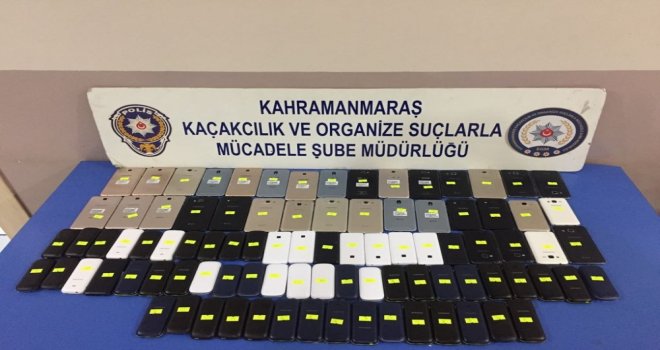 POLİS
KAHRAMANMARAŞ
KAÇAKCILIK VE ORGANİZE SUÇLARLA
MÜCADELE ŞUBE MÜDÜRLÜĞÜ